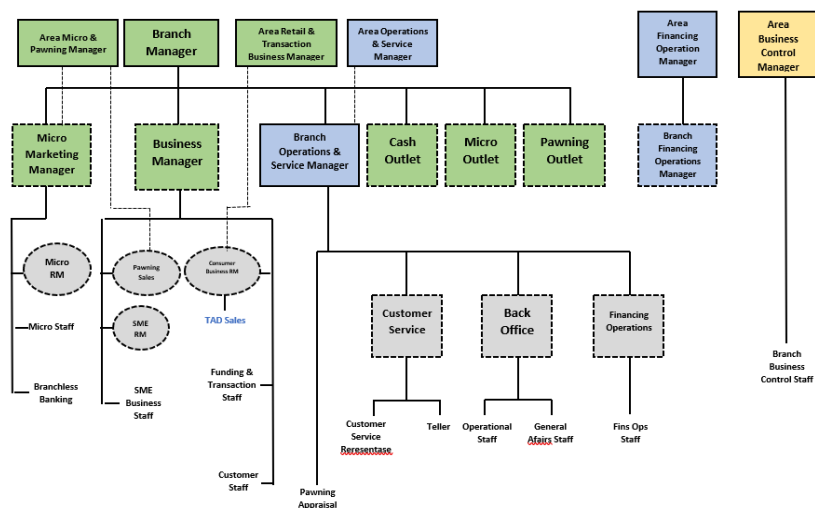 Area Micro &
Pawning Manager
Branch
Manager
Area Retail &
Transaction
Business Manager
Area Operations
& Service
Manager
Area
Financing
Operation
Manager
Area
Business
Control
Manager
Micro
Marketing
Manager
Business
Manager
Branch
Operations &
Service Manager
Cash
Outlet
Micro
Outlet
Pawning
Outlet
Branch
Financing
Operations
Manager
Micro
RM
Pawning
Sales
Consumer
Business RM
Micro Staff
SME
RM
TAD Sales
Customer
Service
Back
Office
Financing
Operations
Branchless
Banking
SME
Business
Staff
Funding &
Transaction
Staff
Branch
Business
Control Staff
Customer
Service
Reresentase
Teller
Operational
Staff
General
Afairs Staff
Fins Ops
Staff
Customer
Staff
Pawning
Appraisal